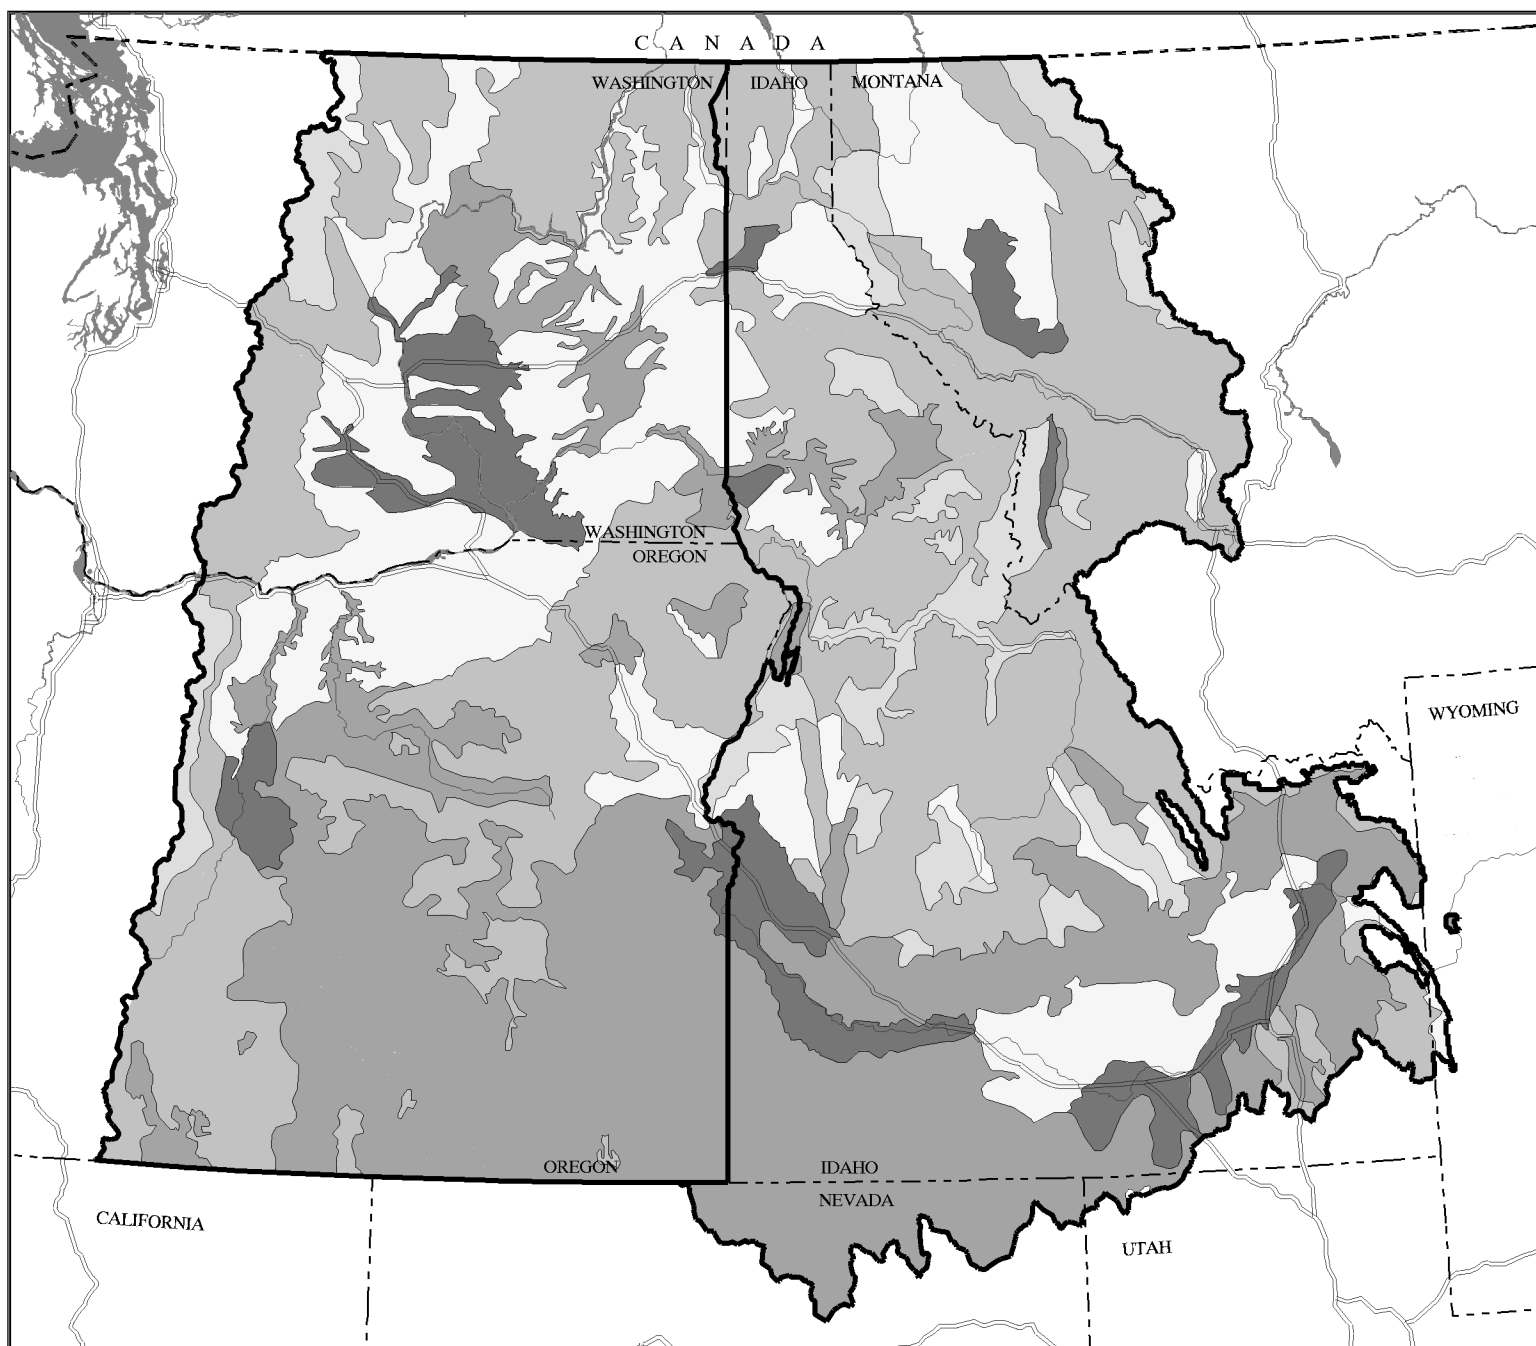 C A N A D A
WASHINGTON
IDAHO
MONTANA
WASHINGTON
OREGON
WYOMING
OREGON
IDAHO
NEVADA
CALIFORNIA
UTAH